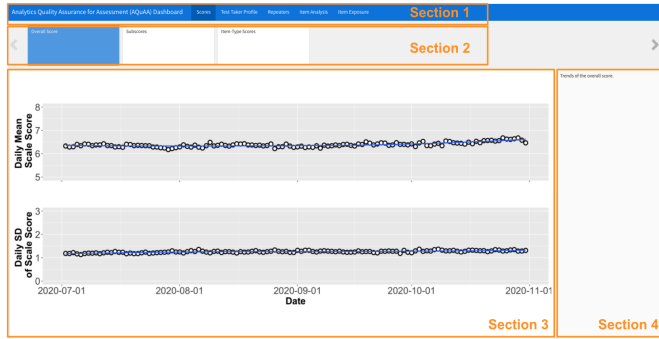 Analytics Quality Assurance for Assessment (AQuAA) Dashboard Scores Test Taker Profile Repeaters Item Analysis Item Exposure
Section 1
Overall Score Subscores Item-Type Scores
Section 2
Trends of the overall score.
Daily Mean
Scale Score
8
7
6
5
Daily SD
of Scale Score
3
2
1
0
2020-07-01 2020-08-01 2020-09-01 2020-10-01 2020-11-01
Date
Section 3
Section 4